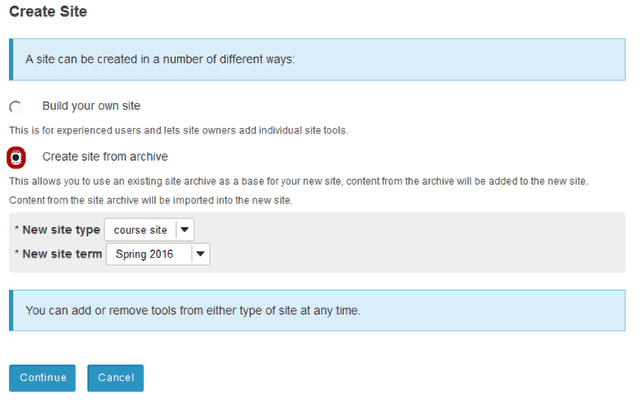 Create Site
A site can be created in a number of different ways:
Build your own site
This is for experienced users and lets site owners add individual site tools.
Create site from archive
This allows you to use an existing site archive as a base for your new site, content from the archive will be added to the new site.
Content from the site archive will be imported into the new site.
* New site type course site
* New site term Spring 2016
You can add or remove tools from either type of site at any time.
Continue Cancel